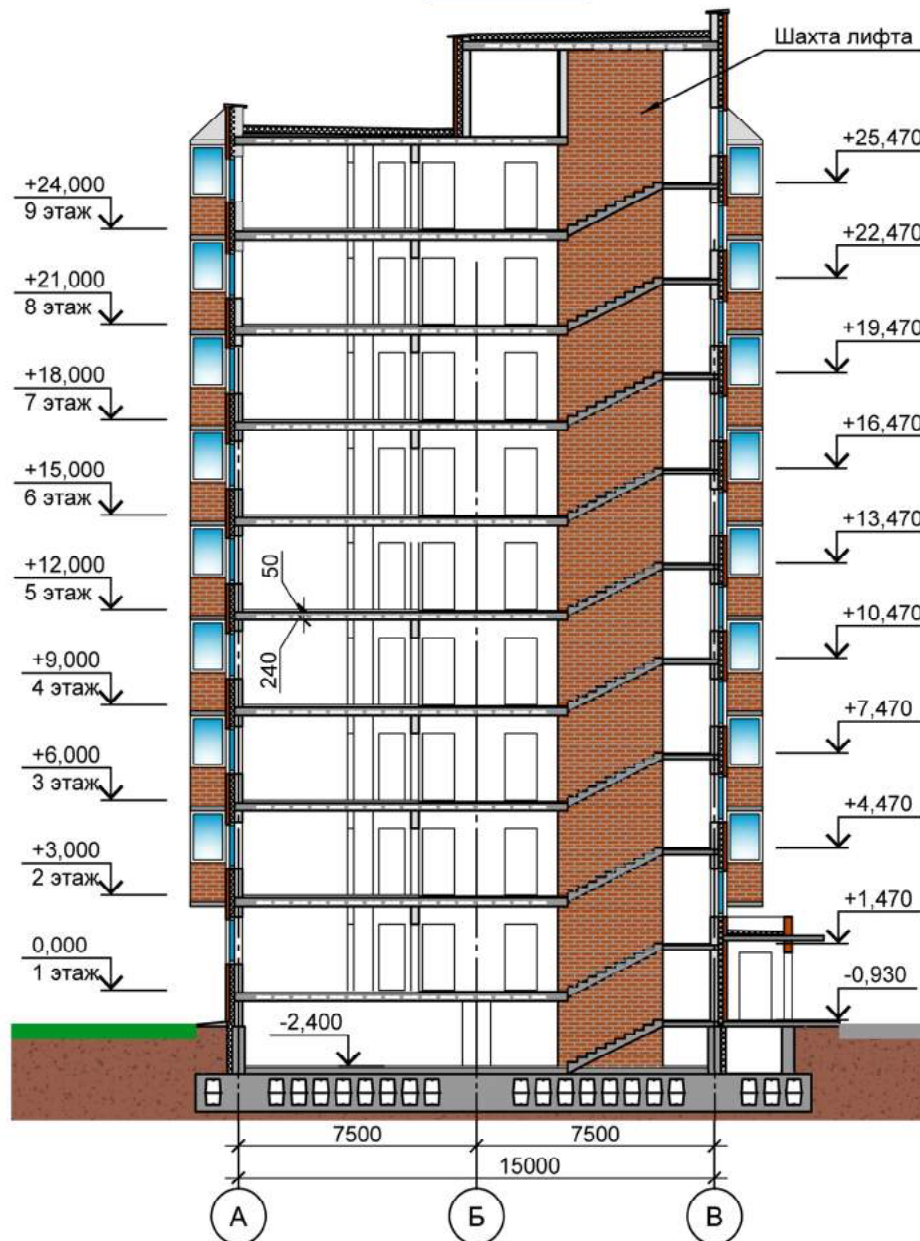 Шахта лифта
+25,470
+24,000
9 этаж
+22,470
+21,000
8 этаж
+19,470
+18,000
7 этаж
+16,470
+15,000
6 этаж
+13,470
50
+12,000
5 этаж
+10,470
240
+9,000
4 этаж
+7,470
+6,000
3 этаж
+4,470
+3,000
2 этаж
+1,470
0,000
1 этаж
-0,930
-2,400
7500
7500
15000
А
Б
В